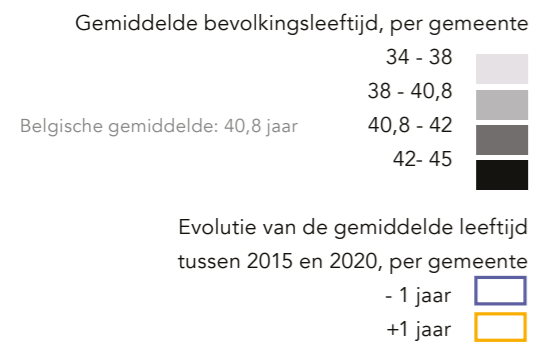 Gemiddelde bevolkingsleeftijd, per gemeente
34 - 38
38 - 40,8
Belgische gemiddelde: 40,8 jaar
40,8 - 42
42- 45
Evolutie van de gemiddelde leeftijd
tussen 2015 en 2020, per gemeente
- 1 jaar
+1 jaar